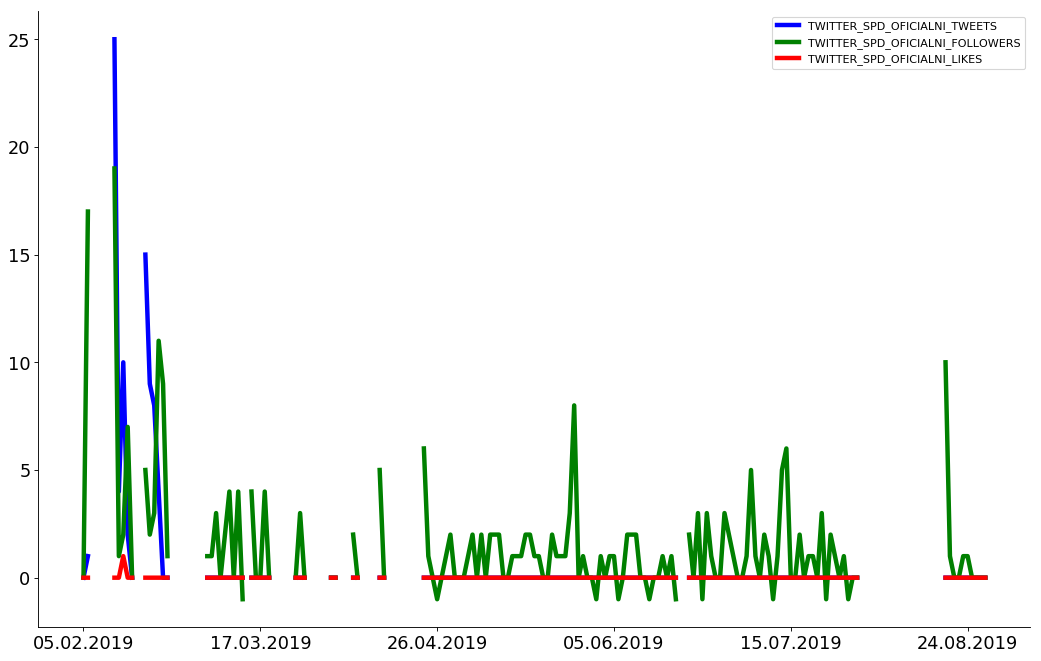 TWITTER_SPD_OFICIALNI_TWEETS
TWITTER_SPD_OFICIALNI_FOLLOWERS
TWITTER_SPD_OFICIALNI_LIKES
25
20
15
10
5
0
05.02.2019 17.03.2019 26.04.2019 05.06.2019 15.07.2019 24.08.2019